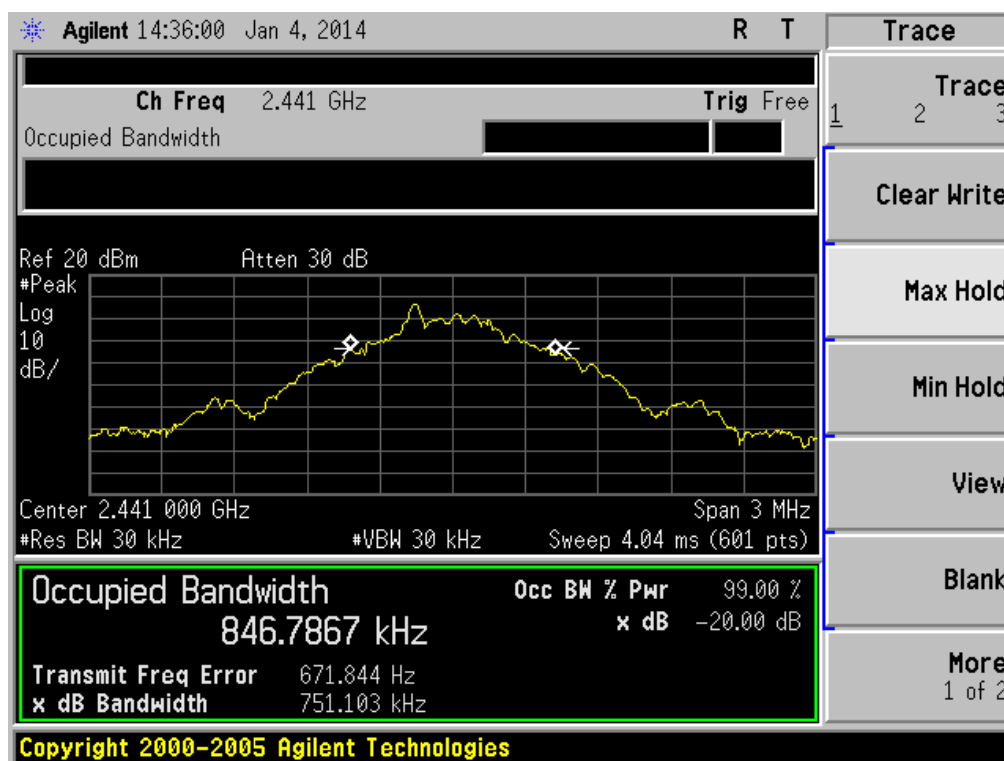 Agilent 14:36:00 Jan 4, 2014 R T
Ch Freq 2.441 GHz Trig Free
Occupied Bandwidth
Ref 20 dBm Atten 30 dB
#Peak
Log
10
dB/
Center 2.441 000 GHz Span 3 MHz
#Res BW 30 kHz #VBW 30 kHz Sweep 4.04 ms (601 pts)
Occupied Bandwidth
846.7867 kHz
Occ BW % Pwr 99.00 %
x dB -20.00 dB
Transmit Freq Error 671.844 Hz
x dB Bandwidth 751.103 kHz
Copyright 2000-2005 Agilent Technologies
Trace
Trace
1 2 3
Clear Write
Max Hold
Min Hold
View
Blank
More
1 of 2